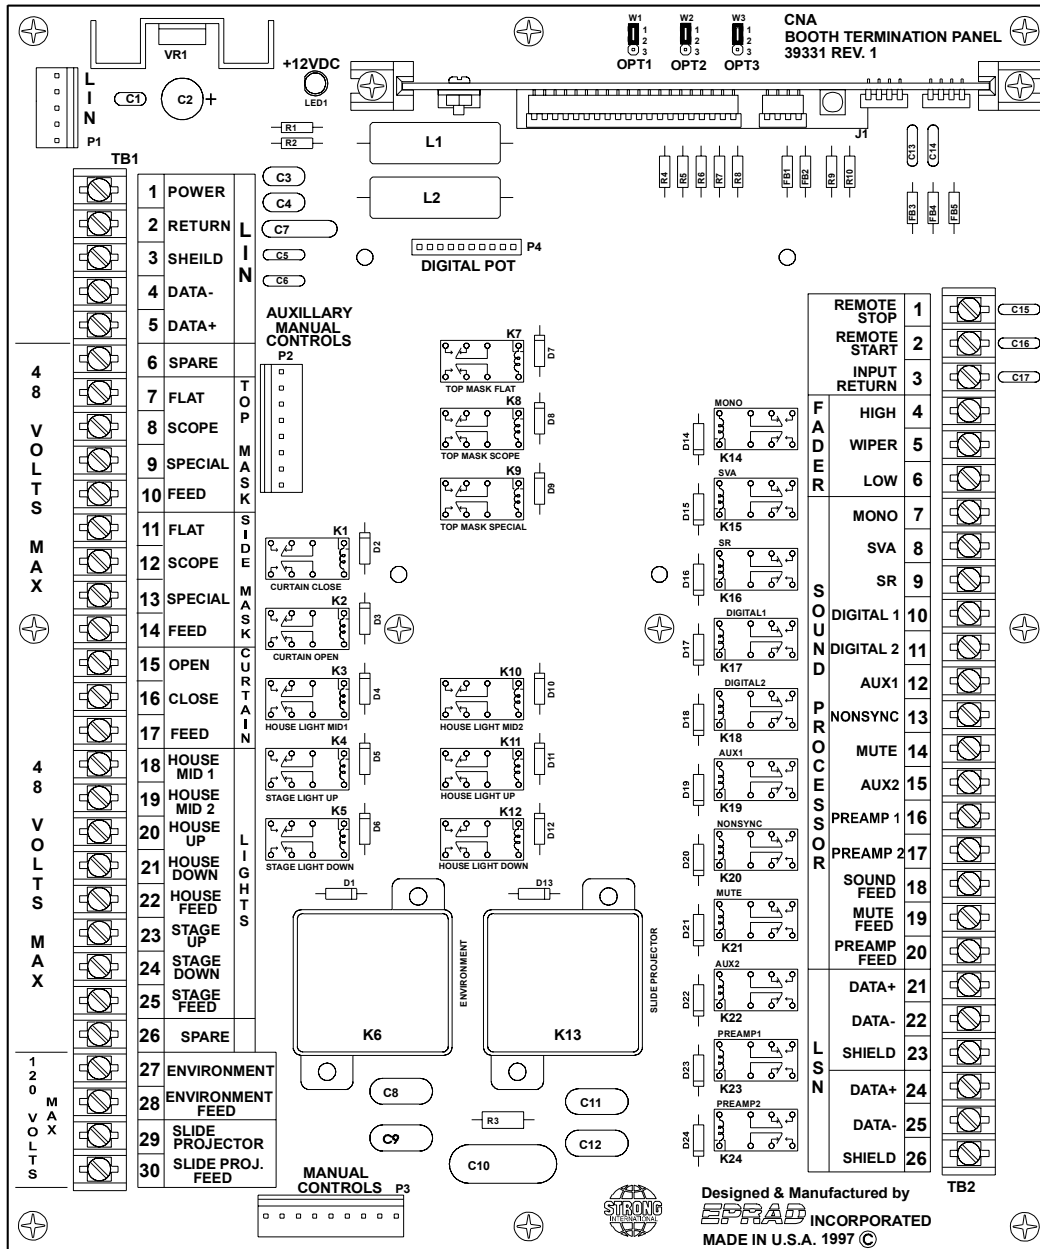 CNA
BOOTH TERMINATION PANEL
39331 REV. 1
W1 W2 W3
1 1 1
2 2 2
3 3 3
OPT1 OPT2 OPT3
VR1
+12VDC
LED1
LIN
P1
C1
C2 +
R1
R2
L1
L2
J1
C13 C14
R4 R5 R6 R7 R8 FB1 FB2 R9 R10
FB3 FB4 FB5
C3
C4
C7
C5
C6
P4
DIGITAL POT
TB1
1 POWER
2 RETURN
3 SHEILD
4 DATA-
5 DATA+
LIN
6 SPARE
7 FLAT
8 SCOPE
9 SPECIAL
10 FEED
TOP MASK
11 FLAT
12 SCOPE
13 SPECIAL
14 FEED
SIDE MASK
15 OPEN
16 CLOSE
17 FEED
CURTAIN
18 HOUSE MID 1
19 HOUSE MID 2
20 HOUSE UP
21 HOUSE DOWN
22 HOUSE FEED
23 STAGE UP
24 STAGE DOWN
25 STAGE FEED
LIGHTS
26 SPARE
27 ENVIRONMENT
28 ENVIRONMENT FEED
29 SLIDE PROJECTOR
30 SLIDE PROJ. FEED
48 VOLTS MAX
48 VOLTS MAX
120 VOLTS
MAX
AUXILLARY
MANUAL
CONTROLS
P2
K7 D7
TOP MASK FLAT
K8 D8
TOP MASK SCOPE
K9 D9
TOP MASK SPECIAL
K1 D2
CURTAIN CLOSE
K2 D3
CURTAIN OPEN
K3 D4
HOUSE LIGHT MID1
K4 D5
STAGE LIGHT UP
K5 D6
STAGE LIGHT DOWN
K10 D10
HOUSE LIGHT MID2
K11 D11
HOUSE LIGHT UP
K12 D12
HOUSE LIGHT DOWN
D1
K6
ENVIRONMENT
D13
K13
SLIDE PROJECTOR
C8
C9
R3
C10
C11
C12
MANUAL
CONTROLS
P3
MONO
D14
K14
SVA
D15
K15
SR
D16
K16
DIGITAL1
D17
K17
DIGITAL2
D18
K18
AUX1
D19
K19
NONSYNC
D20
K20
MUTE
D21
K21
AUX2
D22
K22
PREAMP1
D23
K23
PREAMP2
D24
K24
REMOTE STOP 1
REMOTE START 2
INPUT RETURN 3
C15
C16
C17
FADER
HIGH 4
WIPER 5
LOW 6
SOUND PROCESSOR
MONO 7
SVA 8
SR 9
DIGITAL 1 10
DIGITAL 2 11
AUX1 12
NONSYNC 13
MUTE 14
AUX2 15
PREAMP 1 16
PREAMP 2 17
SOUND FEED 18
MUTE FEED 19
PREAMP FEED 20
LSN
DATA+ 21
DATA- 22
SHIELD 23
DATA+ 24
DATA- 25
SHIELD 26
TB2
STRONG
INTERNATIONAL
Designed & Manufactured by
EPRAD INCORPORATED
MADE IN U.S.A. 1997 ©